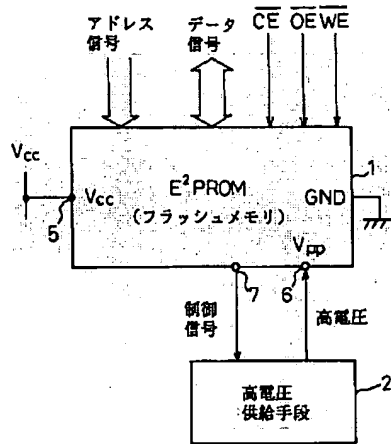 アドレス
信号
データ
信号
CE OE WE
Vcc
Vcc
5
E²PROM
(フラッシュメモリ)
1
GND
Vpp
7
6
制御
信号
高電圧
2
高電圧
供給手段